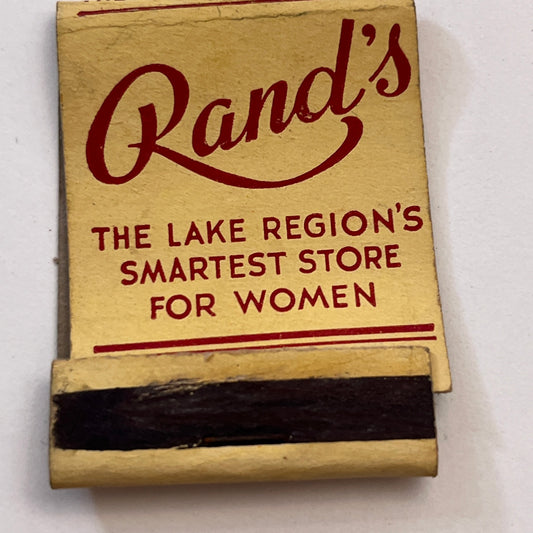 Rand's
THE LAKE REGION'S
SMARTEST STORE
FOR WOMEN